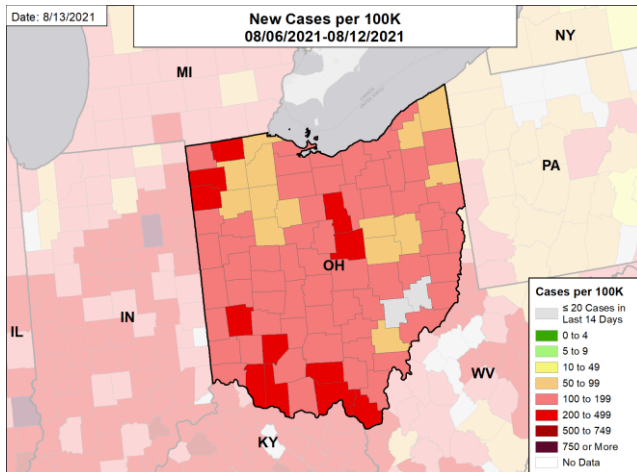 Date: 8/13/2021
New Cases per 100K
08/06/2021-08/12/2021
NY
MI
PA
OH
IL
IN
WV
KY
Cases per 100K
≤ 20 Cases in
Last 14 Days
0 to 4
5 to 9
10 to 49
50 to 99
100 to 199
200 to 499
500 to 749
750 or More
No Data